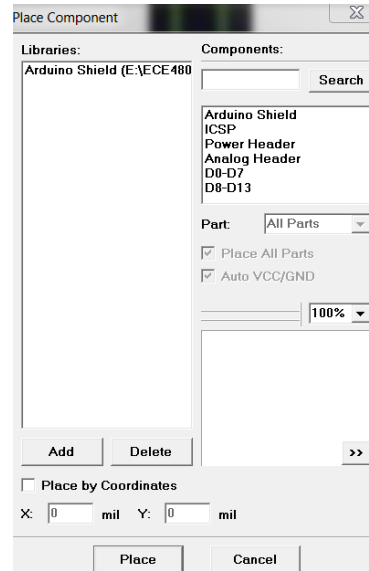 Place Component
Libraries:
Arduino Shield (E:\ECE480
Components:
Search
Arduino Shield
ICSP
Power Header
Analog Header
D0-D7
D8-D13
Part: All Parts
Place All Parts
Auto VCC/GND
100%
Add Delete >>
Place by Coordinates
X: 0 mil Y: 0 mil
Place Cancel